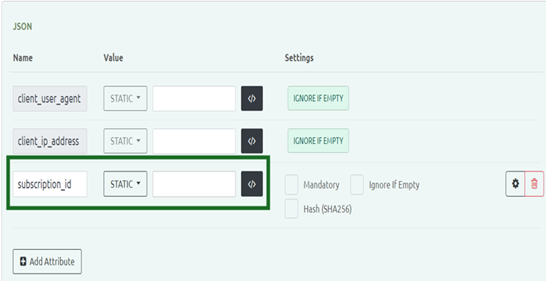 JSON
Name Value Settings
client_user_agent STATIC </> IGNORE IF EMPTY
client_ip_address STATIC </> IGNORE IF EMPTY
subscription_id STATIC </> Mandatory Ignore If Empty
Hash (SHA256)
Add Attribute